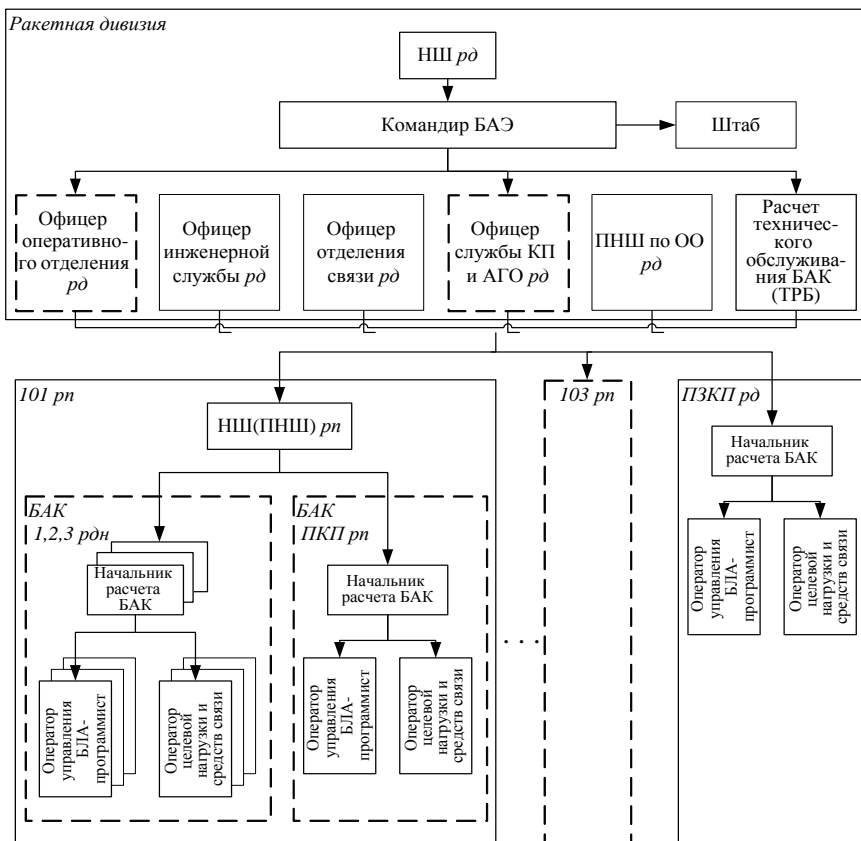 Ракетная дивизия
НШ рд
Командир БАЭ
Штаб
Офицер
оперативно-
го отделения
рд
Офицер
инженерной
службы рд
Офицер
отделения
связи рд
Офицер
службы КП
и АГО рд
ПНШ по ОО
рд
Расчет
техничес-
кого
обслужива-
ния БАК
(ТРБ)
101 рп
НШ(ПНШ) рп
БАК
1,2,3 рдн
Начальник
расчета
БАК
Оператор
управления
БЛА-
программист
Оператор
целевой
нагрузки и
средств связи
БАК
ПКП рп
Начальник
расчета БАК
Оператор
управления
БЛА-
программист
Оператор
целевой
нагрузки и
средств связи
. . .
103 рп
ПЗКП рд
Начальник
расчета БАК
Оператор
управления
БЛА-
программист
Оператор
целевой
нагрузки и
средств связи